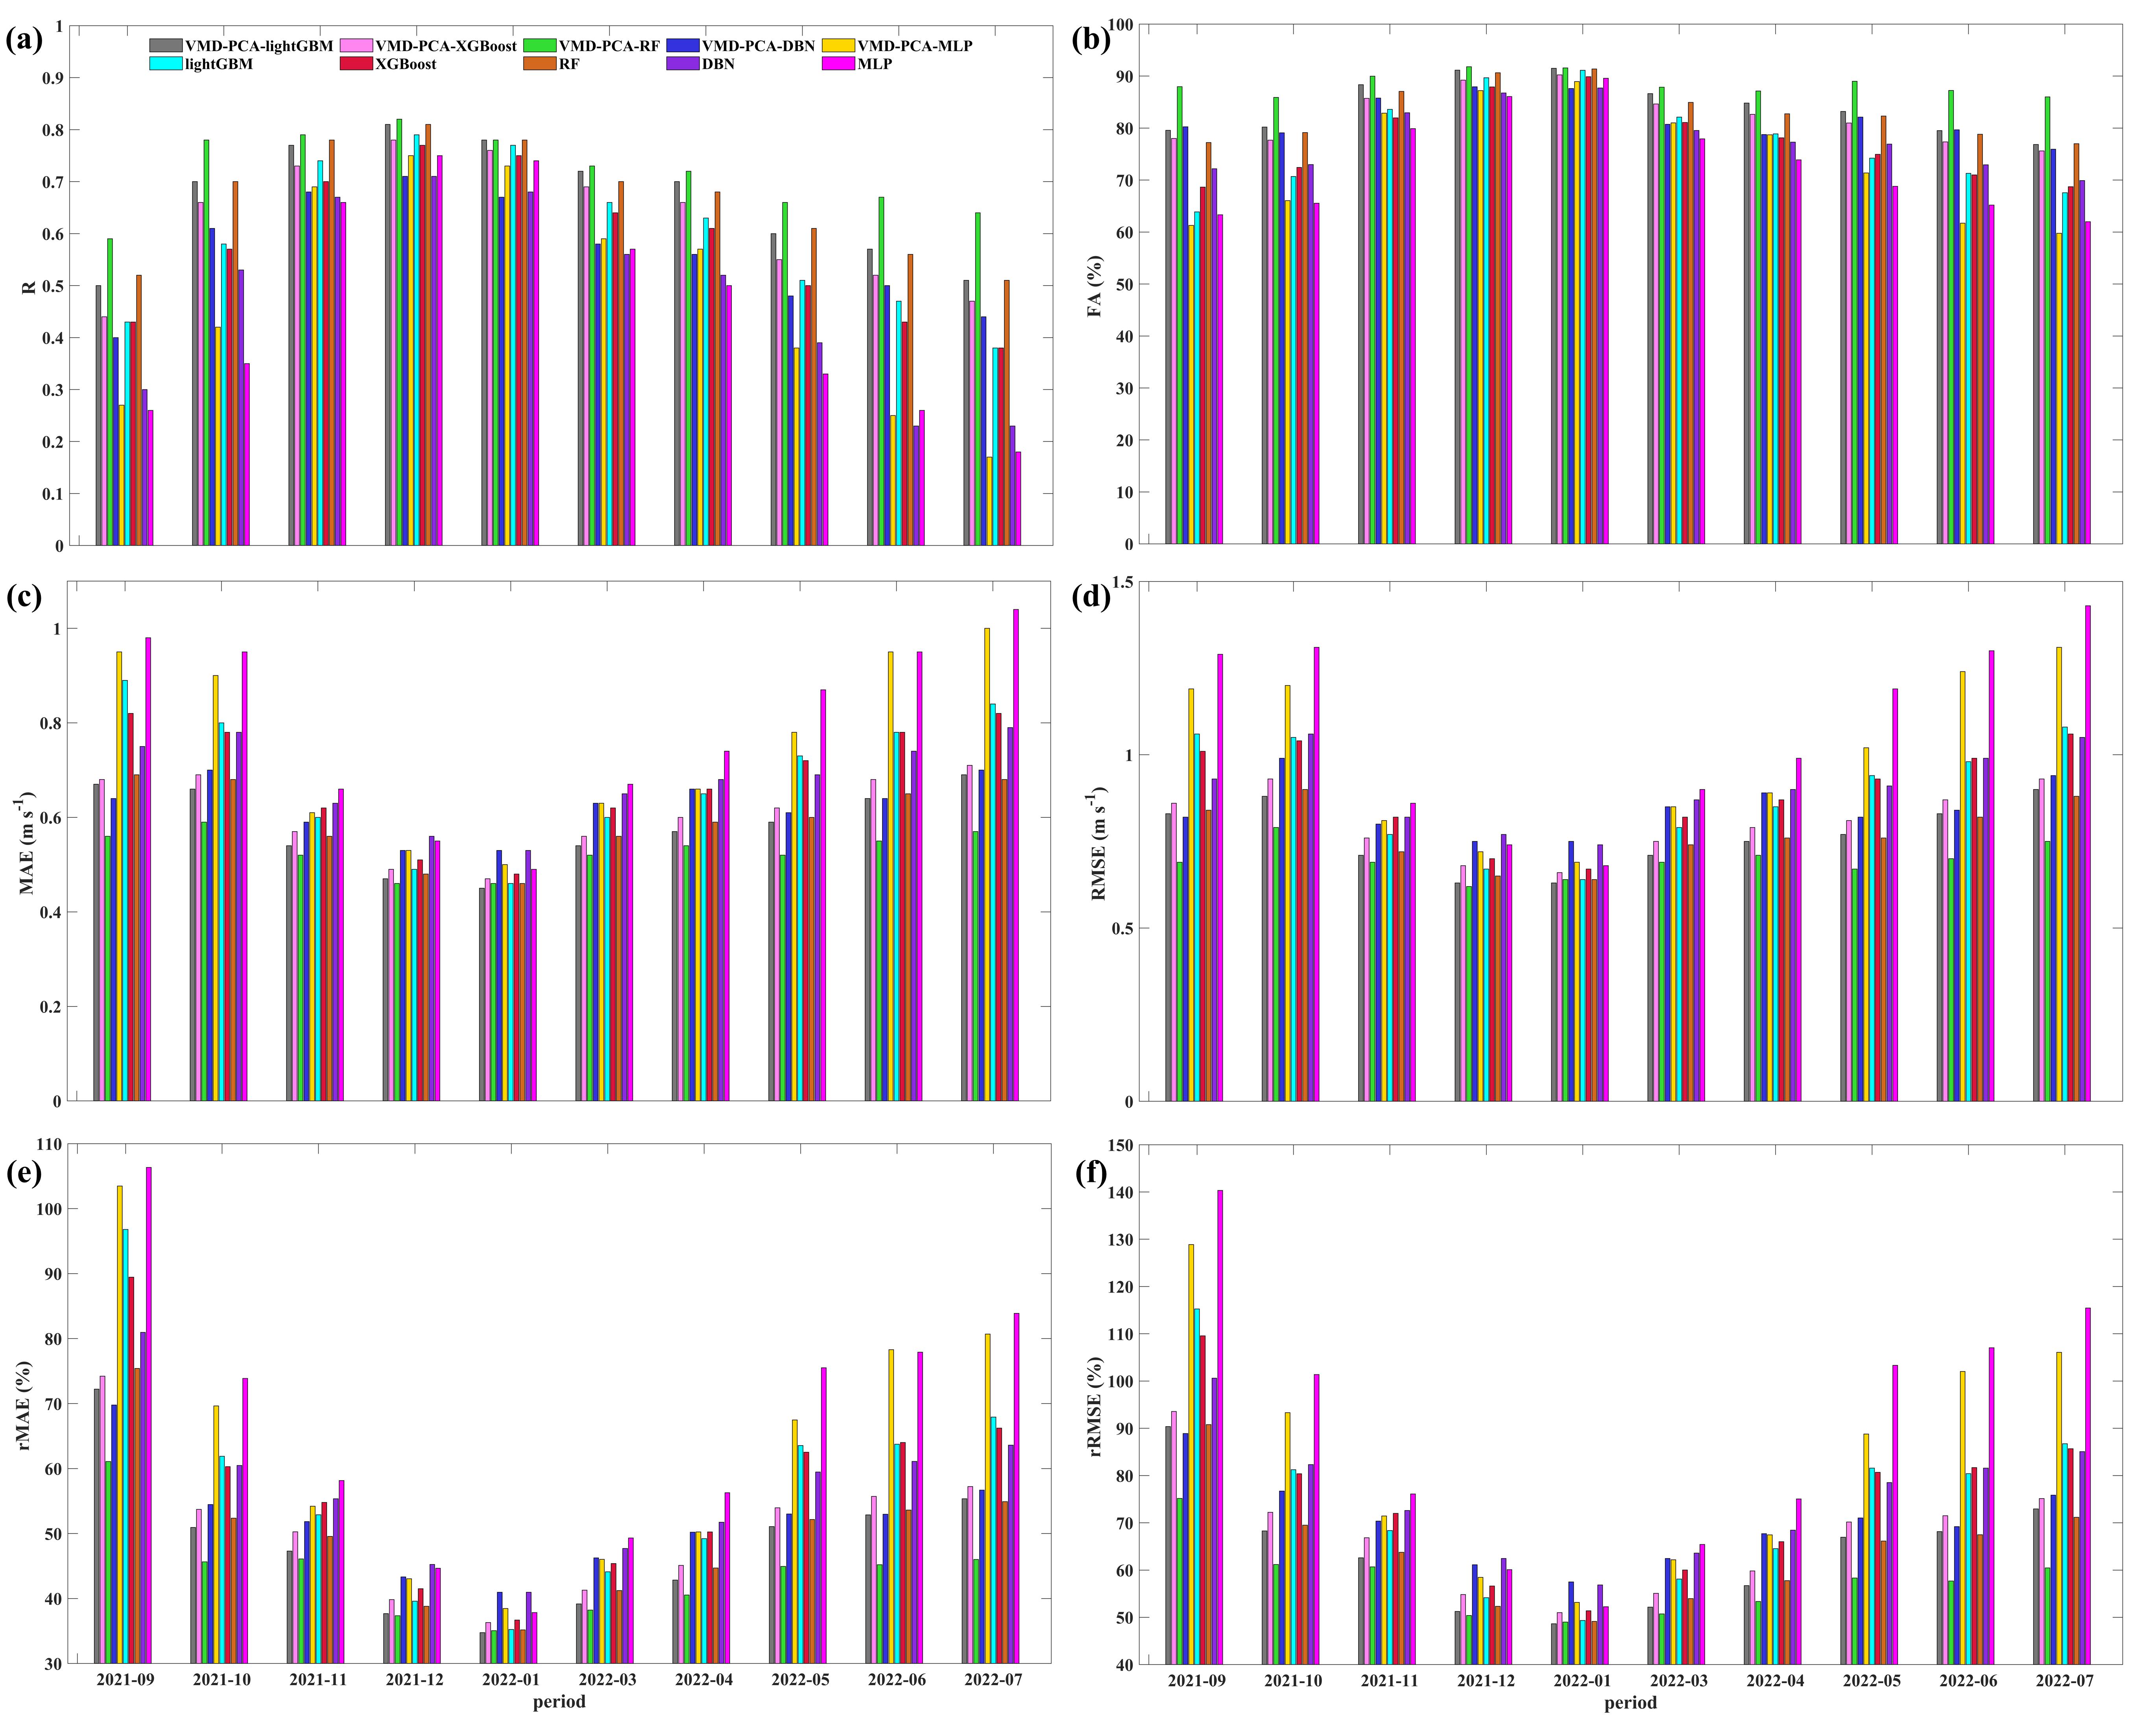 (a)
1
0.9
0.8
0.7
0.6
0.5
0.4
0.3
0.2
0.1
0
R
VMD-PCA-lightGBM VMD-PCA-XGBoost VMD-PCA-RF VMD-PCA-DBN VMD-PCA-MLP
lightGBM XGBoost RF DBN MLP
(b)
100
90
80
70
60
50
40
30
20
10
0
FA (%)
(c)
1
0.8
0.6
0.4
0.2
0
MAE (m s-1)
(d)
1.5
1
0.5
0
RMSE (m s-1)
(e)
110
100
90
80
70
60
50
40
30
rMAE (%)
2021-09 2021-10 2021-11 2021-12 2022-01 2022-03 2022-04 2022-05 2022-06 2022-07
period
(f)
150
140
130
120
110
100
90
80
70
60
50
40
rRMSE (%)
2021-09 2021-10 2021-11 2021-12 2022-01 2022-03 2022-04 2022-05 2022-06 2022-07
period